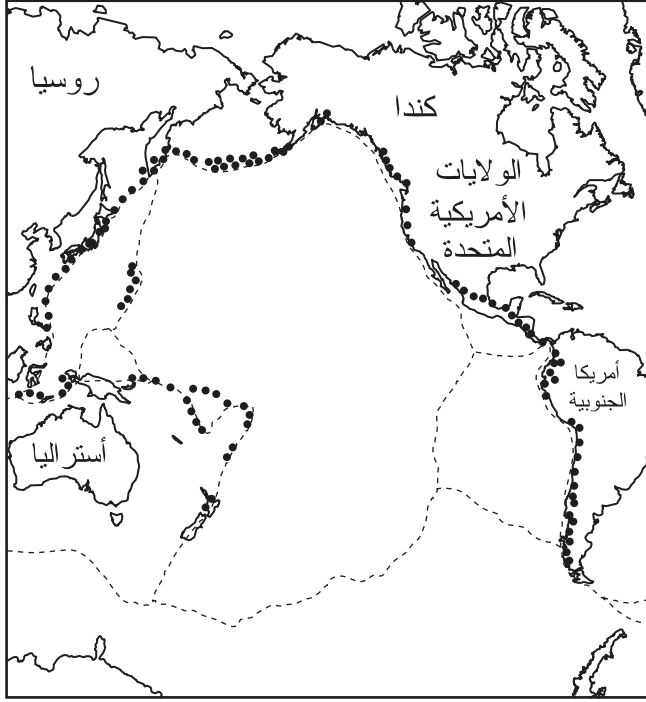 روسيا
كندا
الولايات
الأمريكية
المتحدة
أمريكا
الجنوبية
أستراليا